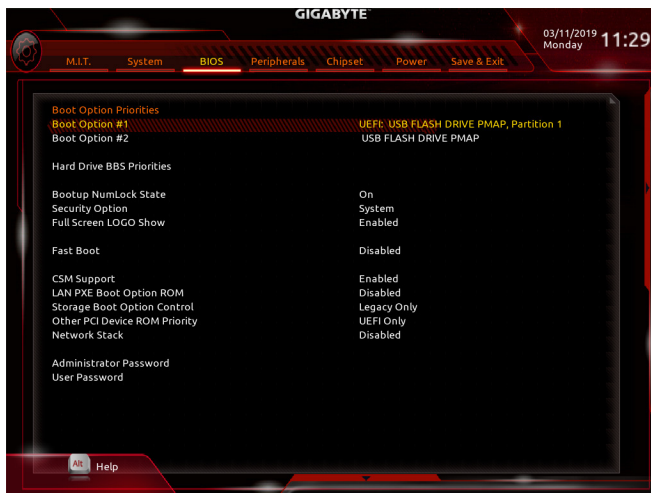 GIGABYTE™
03/11/2019 11:29
Monday
M.I.T. System BIOS Peripherals Chipset Power Save & Exit
Boot Option Priorities
Boot Option #1 UEFI: USB FLASH DRIVE PMAP, Partition 1
Boot Option #2 USB FLASH DRIVE PMAP
Hard Drive BBS Priorities
Bootup NumLock State On
Security Option System
Full Screen LOGO Show Enabled
Fast Boot Disabled
CSM Support Enabled
LAN PXE Boot Option ROM Disabled
Storage Boot Option Control Legacy Only
Other PCI Device ROM Priority UEFI Only
Network Stack Disabled
Administrator Password
User Password
Alt Help